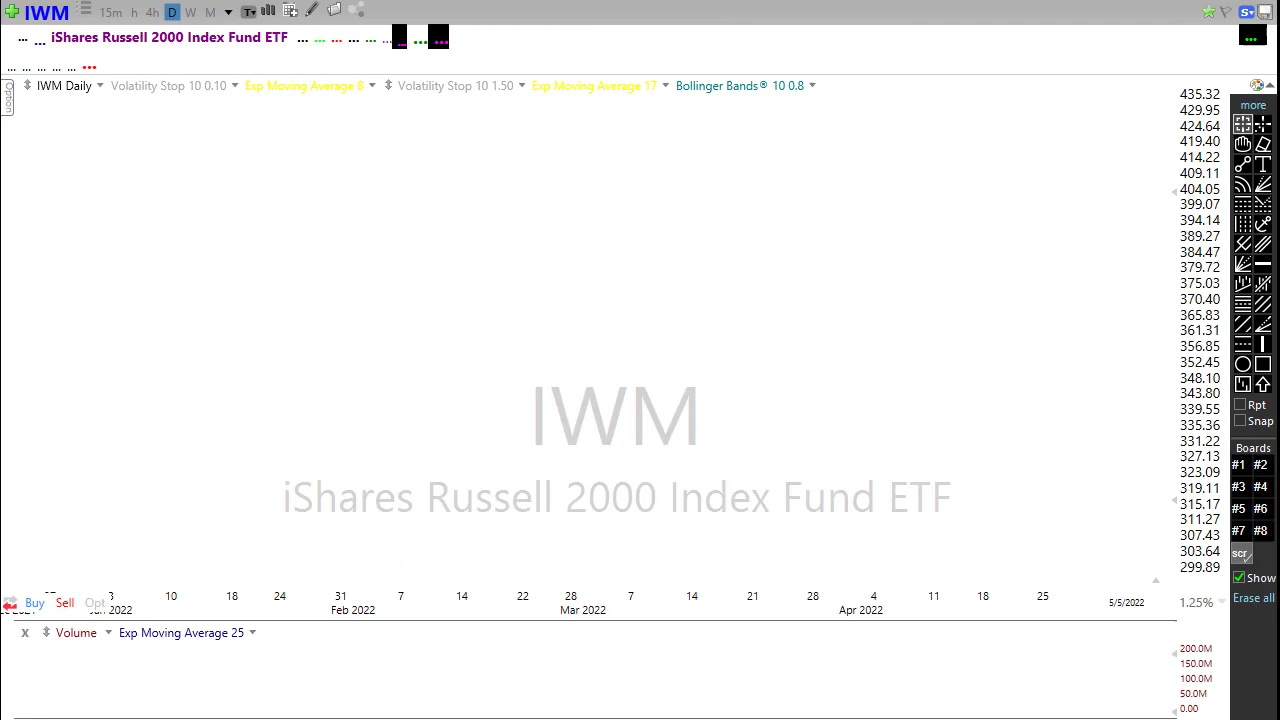 IWM 15m h 4h D W M T
... ... iShares Russell 2000 Index Fund ETF ... ... ... ... ... ... ... ... ... ...
... ... ... ... ... ...
Option
IWM Daily Volatility Stop 10 0.10 Exp Moving Average 8 Volatility Stop 10 1.50 Exp Moving Average 17 Bollinger Bands® 10 0.8
435.32
429.95
424.64
419.40
414.22
409.11
404.05
399.07
394.14
389.27
384.47
379.72
375.03
370.40
365.83
361.31
356.85
352.45
348.10
343.80
339.55
335.36
331.22
327.13
323.09
319.11
315.17
311.27
307.43
303.64
299.89
IWM
iShares Russell 2000 Index Fund ETF
10 18 24 31 7 14 22 28 7 14 21 28 4 11 18 25
2022 Feb 2022 Mar 2022 Apr 2022 5/5/2022 1.25%
Buy Sell Opt
x Volume Exp Moving Average 25
200.0M
150.0M
100.0M
50.0M
0.00
S
more
T
Rpt
Snap
Boards
#1 #2
#3 #4
#5 #6
#7 #8
scr
Show
Erase all